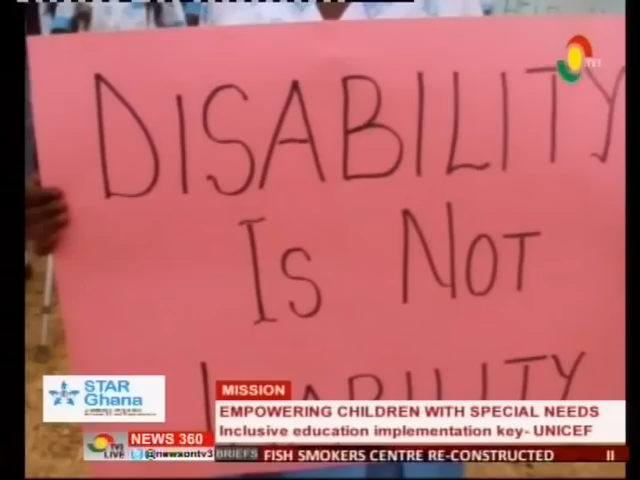 TV3
DISABILITY
IS NOT
STAR
Ghana
MISSION
EMPOWERING CHILDREN WITH SPECIAL NEEDS
Inclusive education implementation key- UNICEF
LIVE
NEWS 360
@newsontv3
BRIEFS
FISH SMOKERS CENTRE RE-CONSTRUCTED